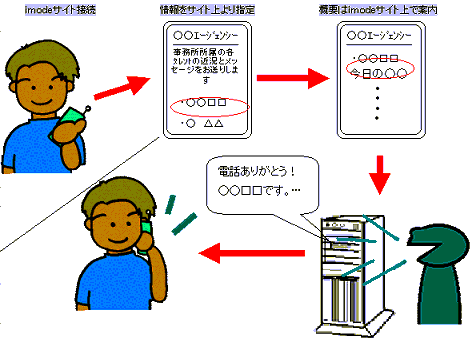 imodeサイト接続
情報をサイト上より指定
概要はimodeサイト上で案内
○○エージェンシー
事務所所属の各
タレントの近況とメッ
セージをお送りしま
す
・○○□□
・○ △△
○○エージェンシー
・○○□□
今日の○○
・
・
・
・
電話ありがとう！
○○□□です。…